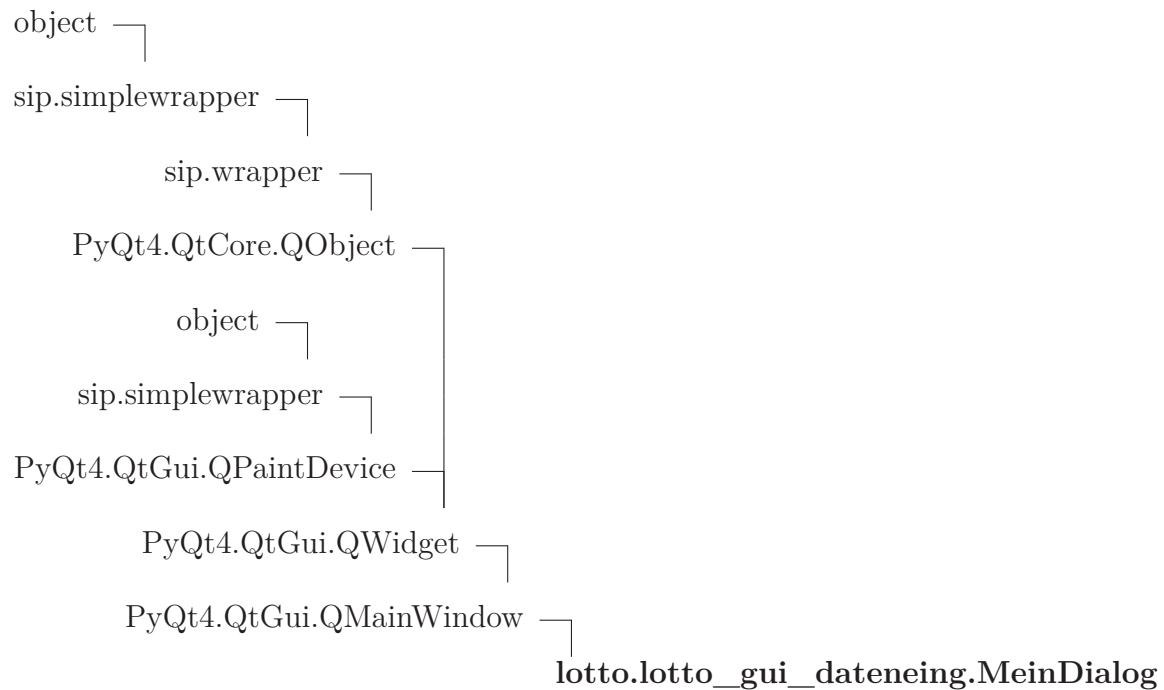 object
sip.simplewrapper
sip.wrapper
PyQt4.QtCore.QObject
object
sip.simplewrapper
PyQt4.QtGui.QPaintDevice
PyQt4.QtGui.QWidget
PyQt4.QtGui.QMainWindow
lotto.lotto_gui_dateneing.MeinDialog